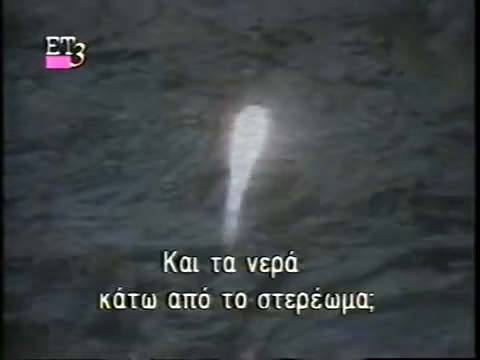 ET3
Και τα νερά
κάτω από το στερέωμα;